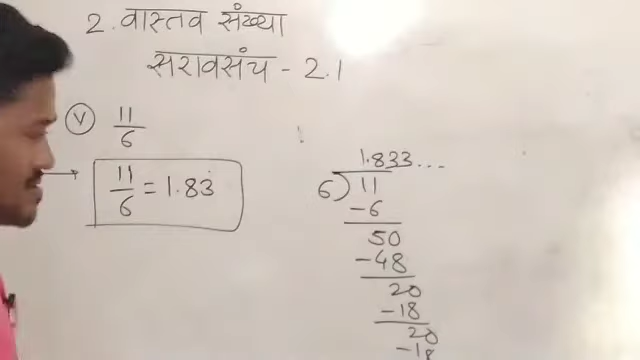 2. वास्तव संख्या
सरावसंच - 2.1
(V) 11/6
→ 11/6 = 1.83̇
1.833...
6) 11
-6
50
-48
20
-18
20
-18